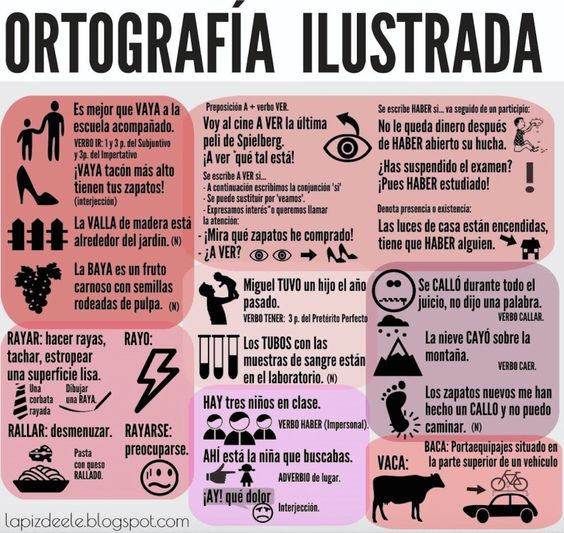 ORTOGRAFÍA ILUSTRADA
Es mejor que VAYA a la
escuela acompañado.
VERBO IR: 1 y 3 p. del Subjuntivo
y 3p. del Impertativo
¡VAYA tacón más alto
tienen tus zapatos!
(interjección)
La VALLA de madera está
alrededor del jardín. (N)
La BAYA es un fruto
carnoso con semillas
rodeadas de pulpa. (N)
Preposición A + verbo VER.
Voy al cine A VER la última
peli de Spielberg.
¡A ver qué tal está!
Se escribe A VER si...
- A continuación escribimos la conjunción 'si'
- Se puede sustituir por 'veamos'.
- Expresamos interés"o queremos llamar
la atención:
- ¡Mira qué zapatos he comprado!
- ¿A VER?
Se escribe HABER si... va seguido de un participio:
No le queda dinero después
de HABER abierto su hucha.
¿Has suspendido el examen?
¡Pues HABER estudiado!
Denota presencia o existencia:
Las luces de casa están encendidas,
tiene que HABER alguien.
Miguel TUVO un hijo el año
pasado.
VERBO TENER: 3 p. del Pretérito Perfecto
Los TUBOS con las
muestras de sangre están
en el laboratorio. (N)
Se CALLÓ durante todo el
juicio, no dijo una palabra.
VERBO CALLAR.
La nieve CAYÓ sobre la
montaña.
VERBO CAER.
Los zapatos nuevos me han
hecho un CALLO y no puedo
caminar. (N)
RAYAR: hacer rayas,
tachar, estropear
una superficie lisa.
Una
corbata
rayada
Dibujar
una RAYA.
RAYO:
RALLAR: desmenuzar.
Pasta
con queso
RALLADO.
RAYARSE:
preocuparse.
HAY tres niños en clase.
VERBO HABER (Impersonal).
AHÍ está la niña que buscabas.
ADVERBIO de lugar.
¡AY! qué dolor
Interjección.
VACA:
BACA: Portaequipajes situado en
la parte superior de un vehículo
lapizdeele.blogspot.com